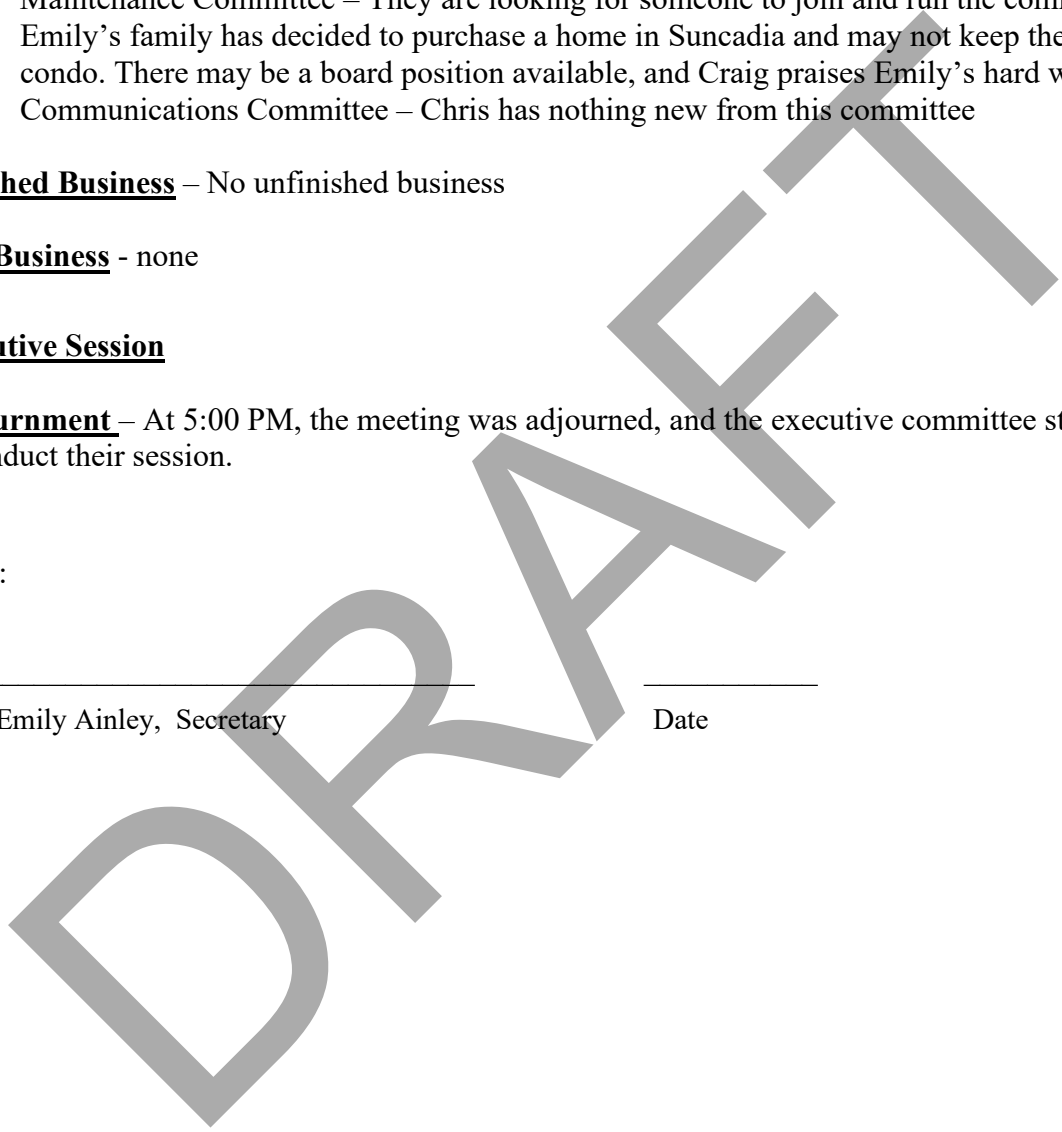 Maintenance Committee – They are looking for someone to join and run the com
Emily’s family has decided to purchase a home in Suncadia and may not keep the
condo. There may be a board position available, and Craig praises Emily’s hard w
Communications Committee – Chris has nothing new from this committee
hed Business – No unfinished business
Business - none
utive Session
urnment – At 5:00 PM, the meeting was adjourned, and the executive committee st
nduct their session.
:
Emily Ainley, Secretary Date
DRAFT